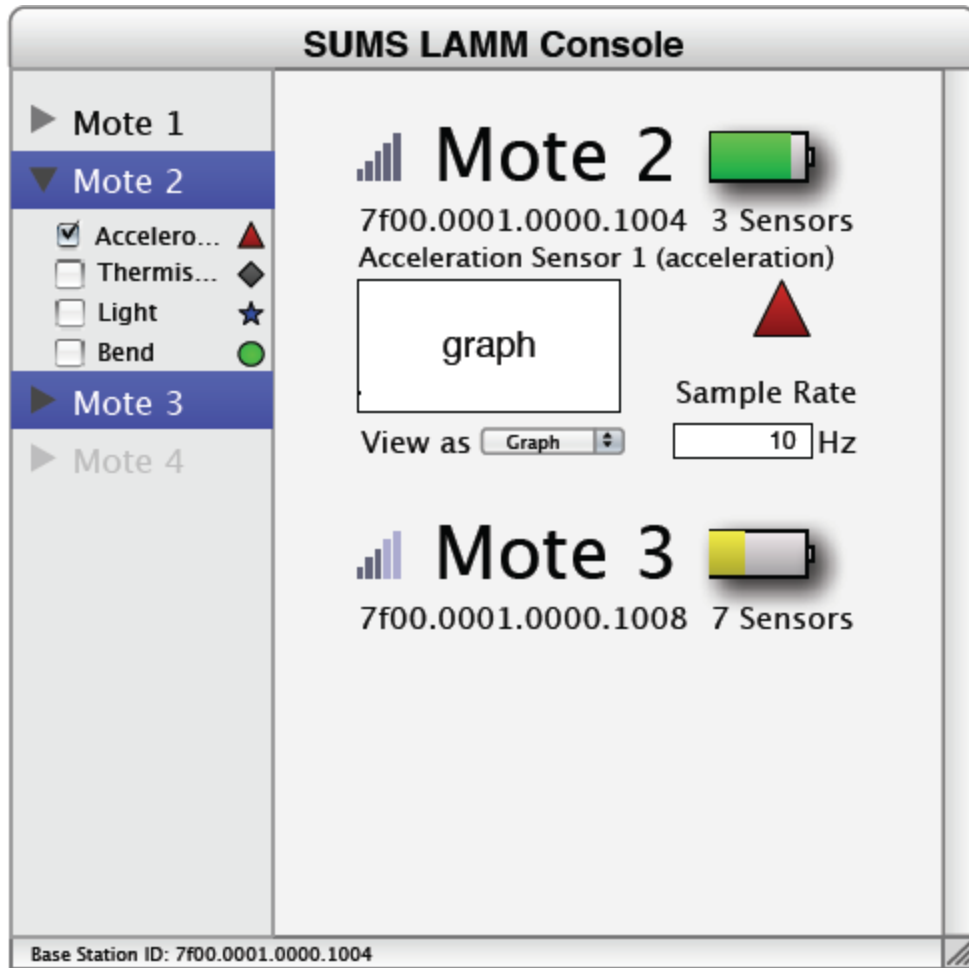 SUMS LAMM Console
Mote 1
Mote 2
Accelero...
Thermis...
Light
Bend
Mote 3
Mote 4
Mote 2
7f00.0001.0000.1004 3 Sensors
Acceleration Sensor 1 (acceleration)
graph
Sample Rate
View as Graph 10 Hz
Mote 3
7f00.0001.0000.1008 7 Sensors
Base Station ID: 7f00.0001.0000.1004